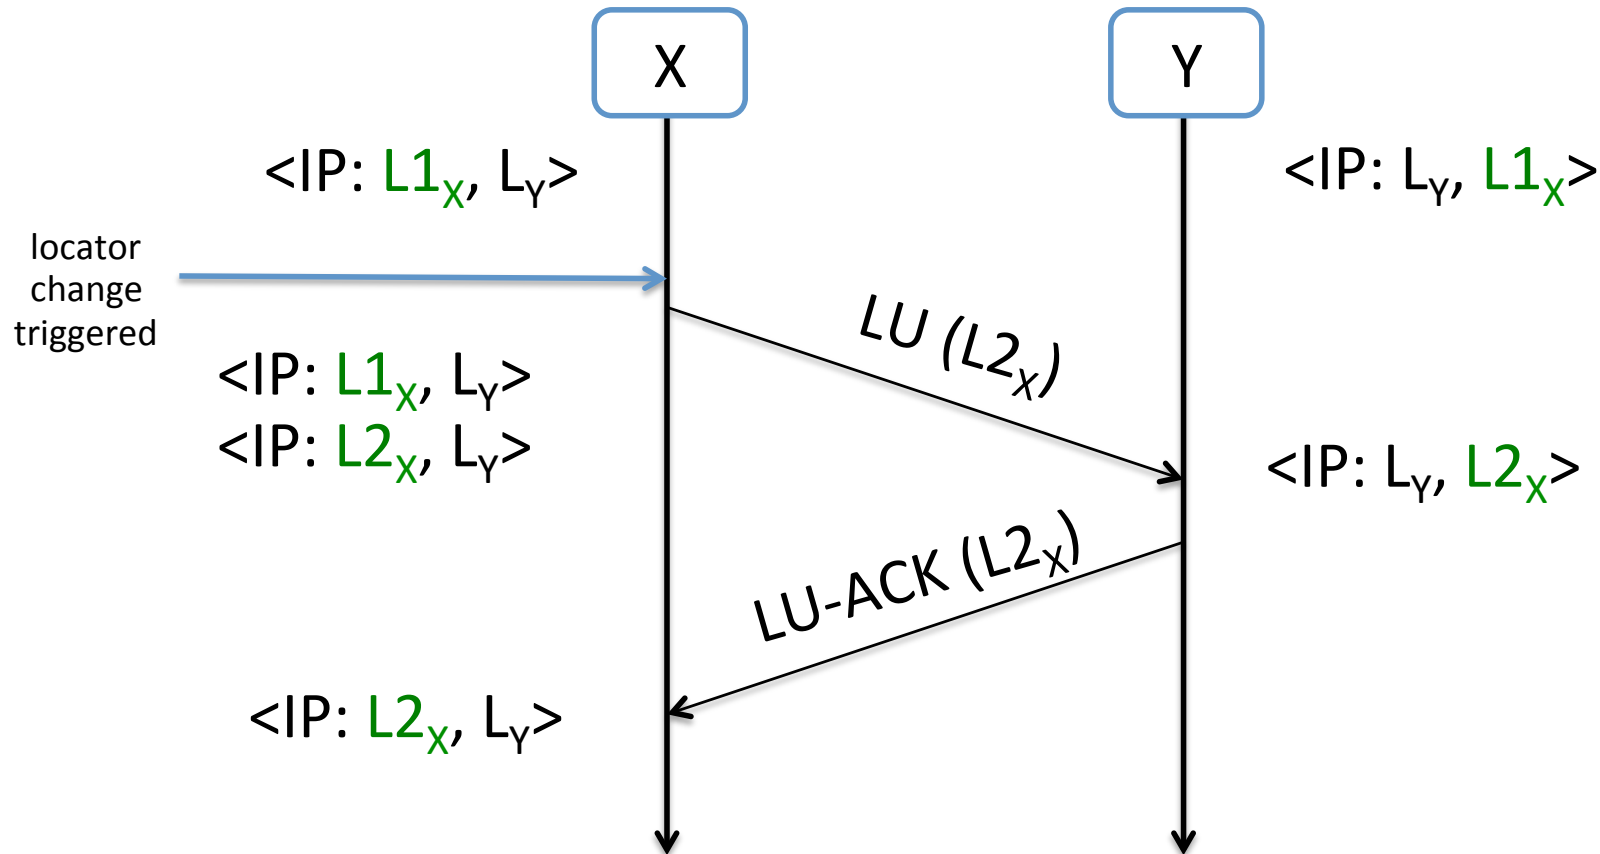 X
Y
<IP: L1X, LY>
<IP: LY, L1X>
locator
change
triggered
LU (L2X)
<IP: L1X, LY>
<IP: L2X, LY>
<IP: LY, L2X>
LU-ACK (L2X)
<IP: L2X, LY>